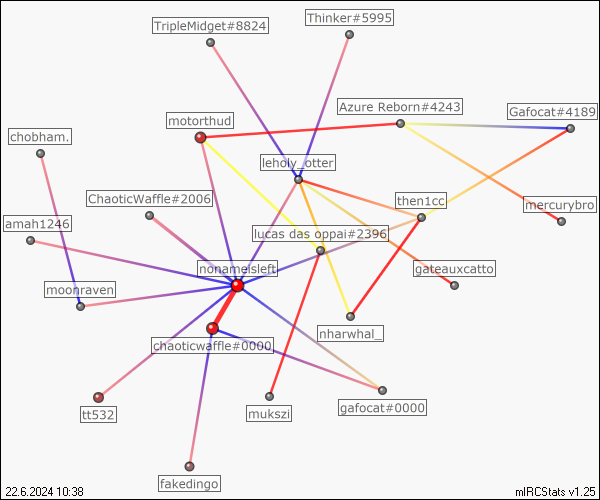 TripleMidget#8824
Thinker#5995
Azure Reborn#4243
Gafocat#4189
motorthud
chobham.
leholy_otter
ChaoticWaffle#2006
then1cc
mercurybro
amah1246
lucas das oppai#2396
nonameisleft
gateauxcatto
moonraven
nharwhal_
chaoticwaffle#0000
gafocat#0000
tt532
mukszi
fakedingo
22.6.2024 10:38
mIRCStats v1.25